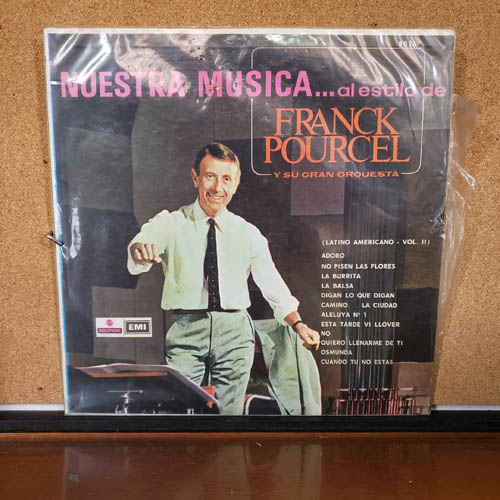 NUESTRA MUSICA... al estilo de
FRANCK
POURCEL
Y SU GRAN ORQUESTA
(LATINO AMERICANO - VOL. II)
ADORO
NO PISEN LAS FLORES
LA BURRITA
LA BALSA
DIGAN LO QUE DIGAN
CAMINO LA CIUDAD
ALELUYA Nº 1
ESTA TARDE VI LLOVER
NO
QUIERO LLENARME DE TI
OSMUNDA
CUANDO TU NO ESTAS
PARLOPHONE
EMI